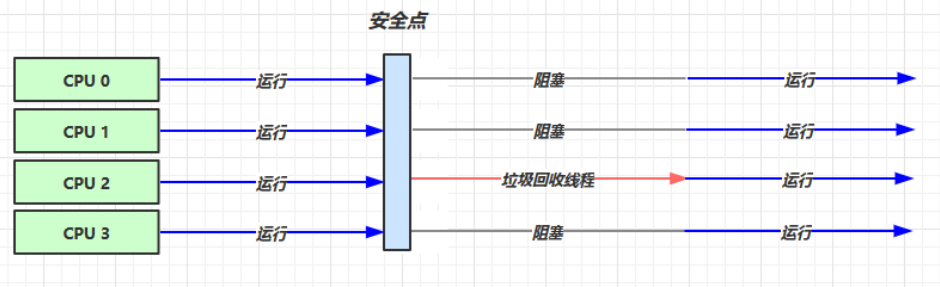 安全点
CPU 0 运行 阻塞 运行
CPU 1 运行 阻塞 运行
CPU 2 运行 垃圾回收线程 运行
CPU 3 运行 阻塞 运行